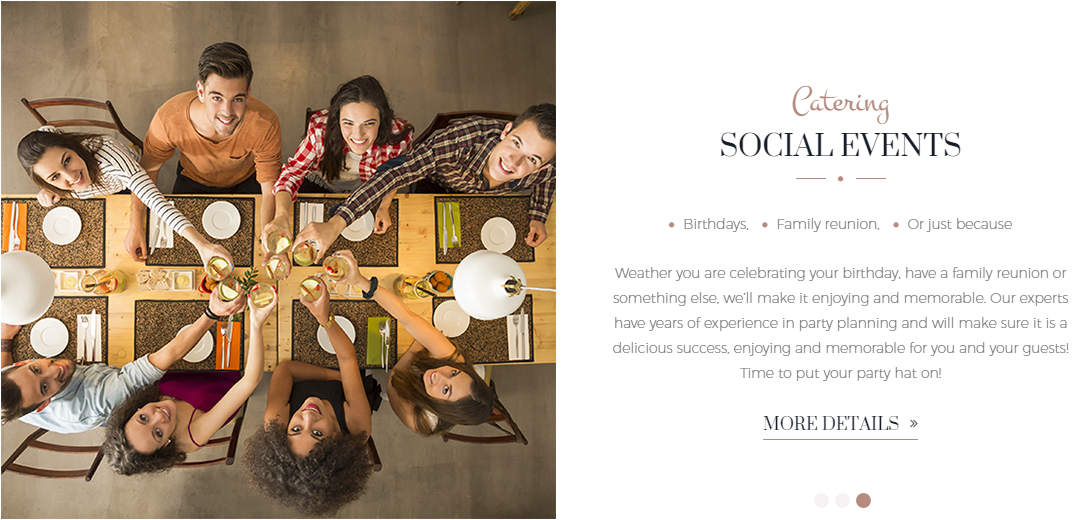 Catering
SOCIAL EVENTS
• Birthdays, • Family reunion, • Or just because
Weather you are celebrating your birthday, have a family reunion or
something else, we'll make it enjoying and memorable. Our experts
have years of experience in party planning and will make sure it is a
delicious success, enjoying and memorable for you and your guests!
Time to put your party hat on!
MORE DETAILS »